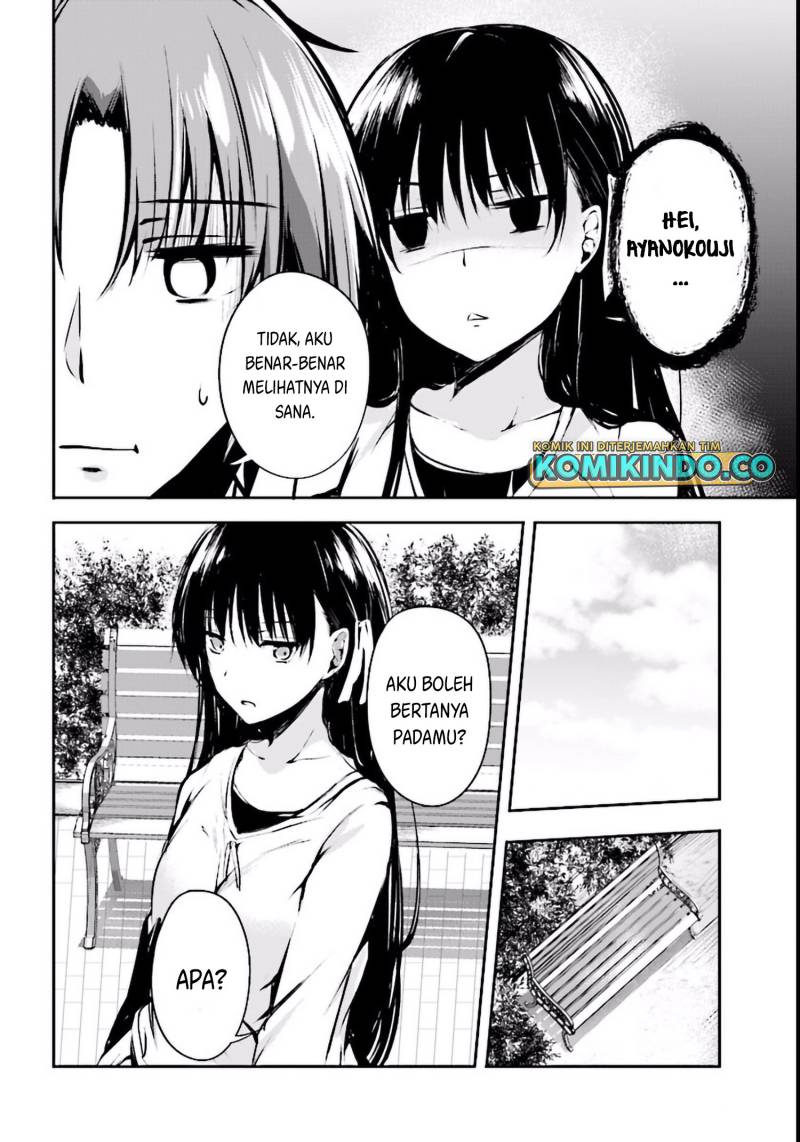 HEI,
AYANOKOUJI
...
TIDAK, AKU
BENAR-BENAR
MELIHATNYA DI
SANA.
KOMIK INI DITERJEMAHKAN TIM
KOMIKINDO.CO
AKU BOLEH
BERTANYA
PADAMU?
APA?